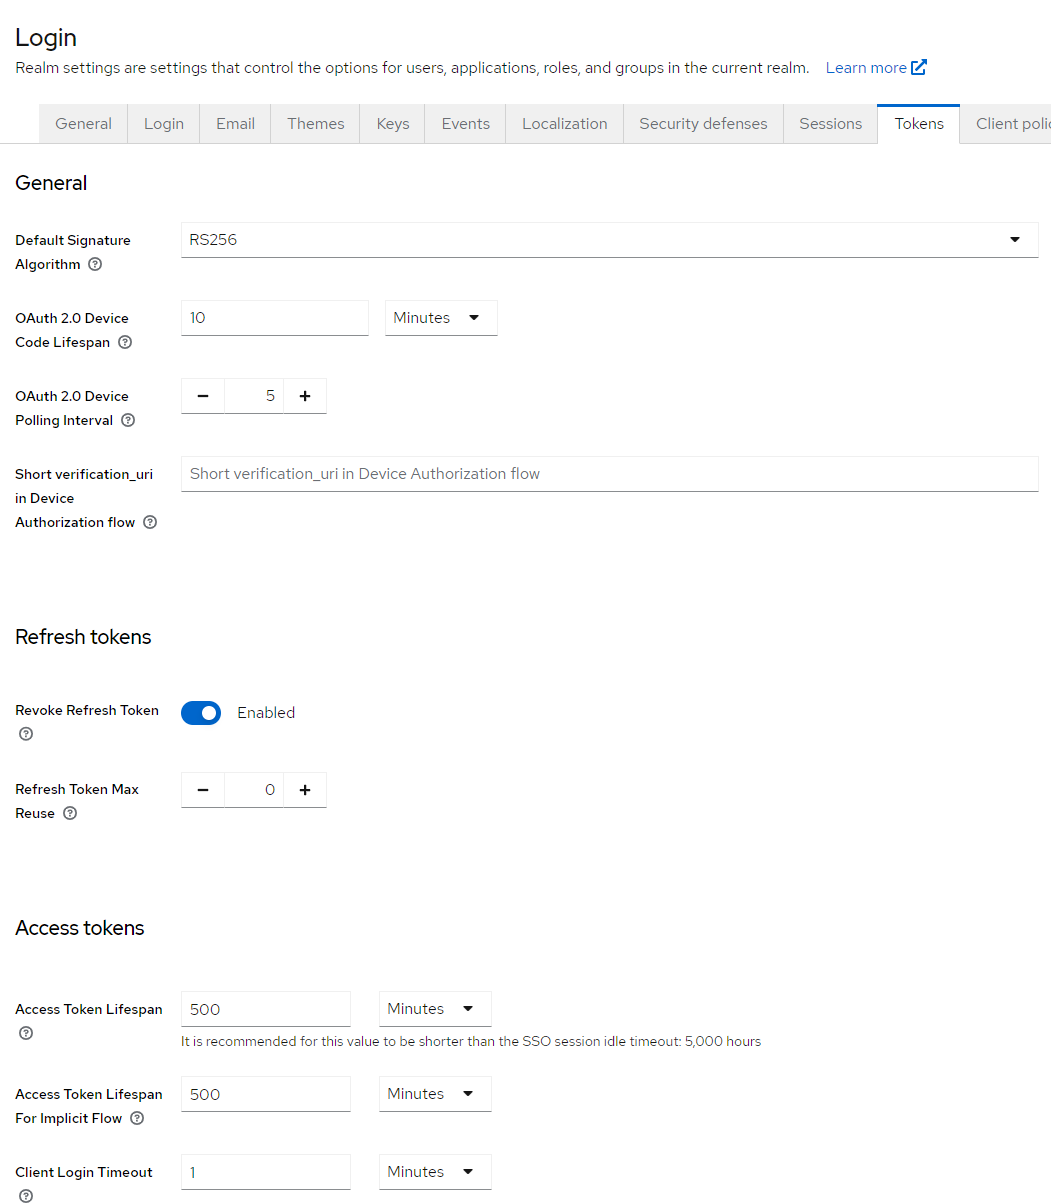 Login
Realm settings are settings that control the options for users, applications, roles, and groups in the current realm. Learn more
General Login Email Themes Keys Events Localization Security defenses Sessions Tokens Client polic
General
Default Signature
Algorithm
RS256
OAuth 2.0 Device
Code Lifespan
10 Minutes
OAuth 2.0 Device
Polling Interval
5
Short verification_uri
in Device
Authorization flow
Short verification_uri in Device Authorization flow
Refresh tokens
Revoke Refresh Token
Enabled
Refresh Token Max
Reuse
0
Access tokens
Access Token Lifespan
500 Minutes
It is recommended for this value to be shorter than the SSO session idle timeout: 5,000 hours
Access Token Lifespan
For Implicit Flow
500 Minutes
Client Login Timeout
1 Minutes